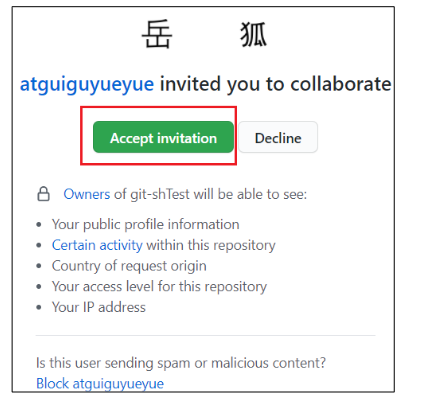 岳 狐
atguiguyueyue invited you to collaborate
Accept invitation Decline
Owners of git-shTest will be able to see:
• Your public profile information
• Certain activity within this repository
• Country of request origin
• Your access level for this repository
• Your IP address
Is this user sending spam or malicious content?
Block atguiguyueyue